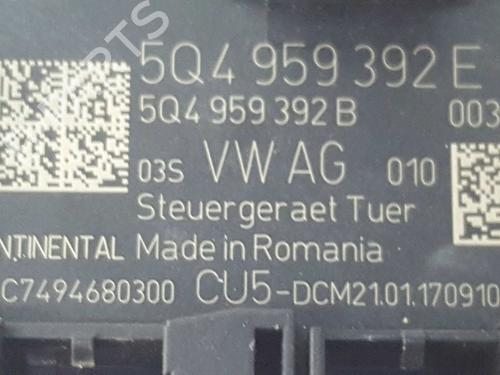 5Q4 959 392 E
5Q4 959 392 B 003
03S VW AG 010
Steuergeraet Tuer
NTINENTAL Made in Romania
C7494680300 CU5-DCM21.01.170910
PARTS